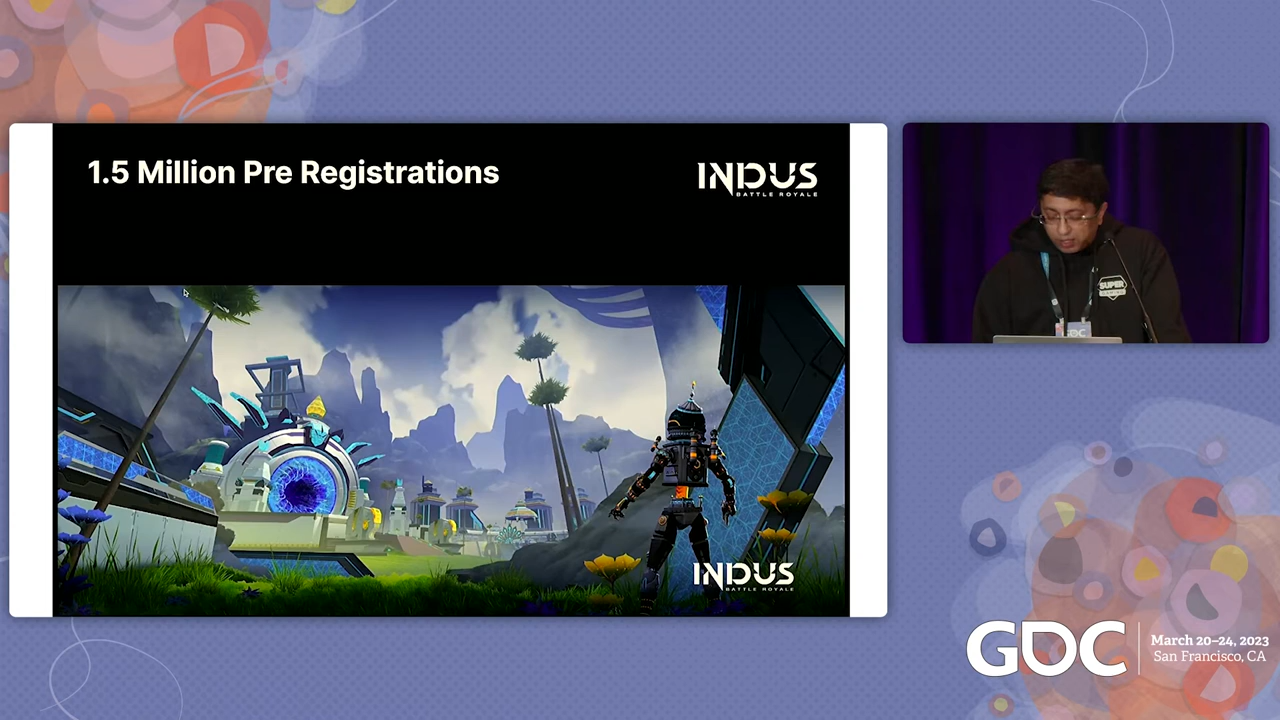 1.5 Million Pre Registrations
INDUS
BATTLE ROYALE
INDUS
BATTLE ROYALE
SUPER
GDC
GDC
March 20–24, 2023
San Francisco, CA